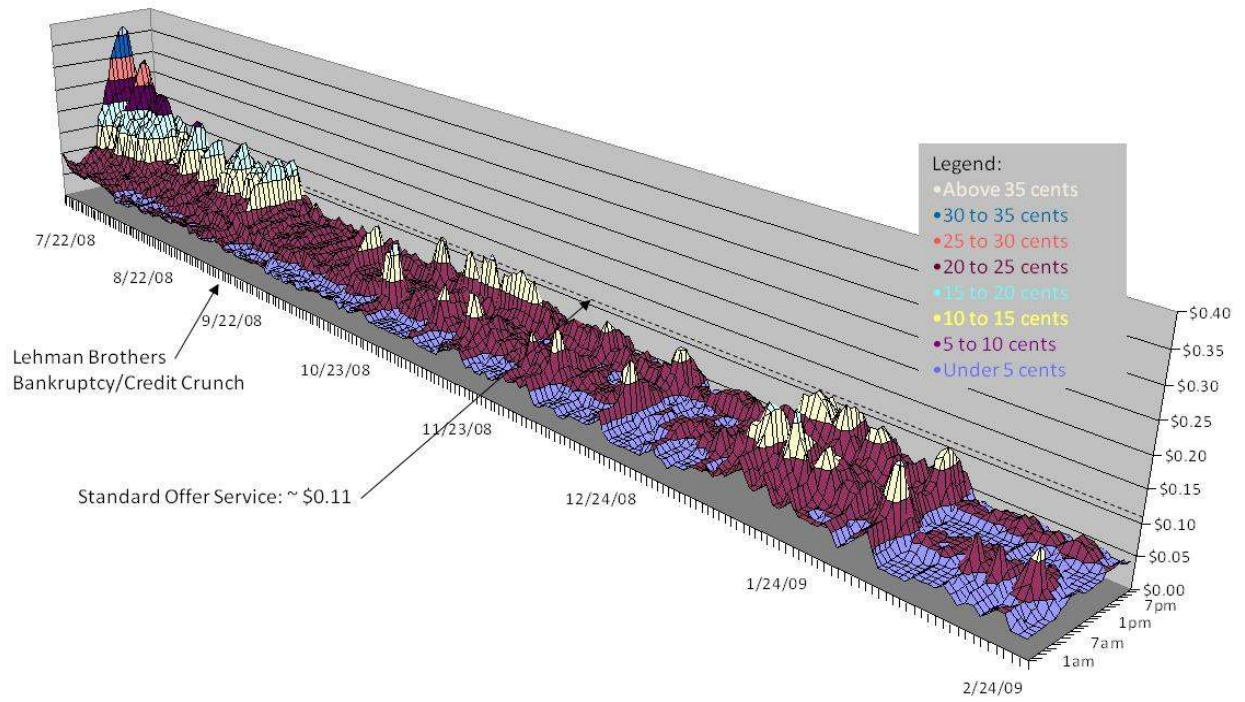 Legend:
•Above 35 cents
•30 to 35 cents
•25 to 30 cents
•20 to 25 cents
•15 to 20 cents
•10 to 15 cents
•5 to 10 cents
•Under 5 cents
$0.40
$0.35
$0.30
$0.25
$0.20
$0.15
$0.10
$0.05
$0.00
7pm
1pm
7am
1am
7/22/08
8/22/08
9/22/08
10/23/08
11/23/08
12/24/08
1/24/09
2/24/09
Lehman Brothers
Bankruptcy/Credit Crunch
Standard Offer Service: ~ $0.11